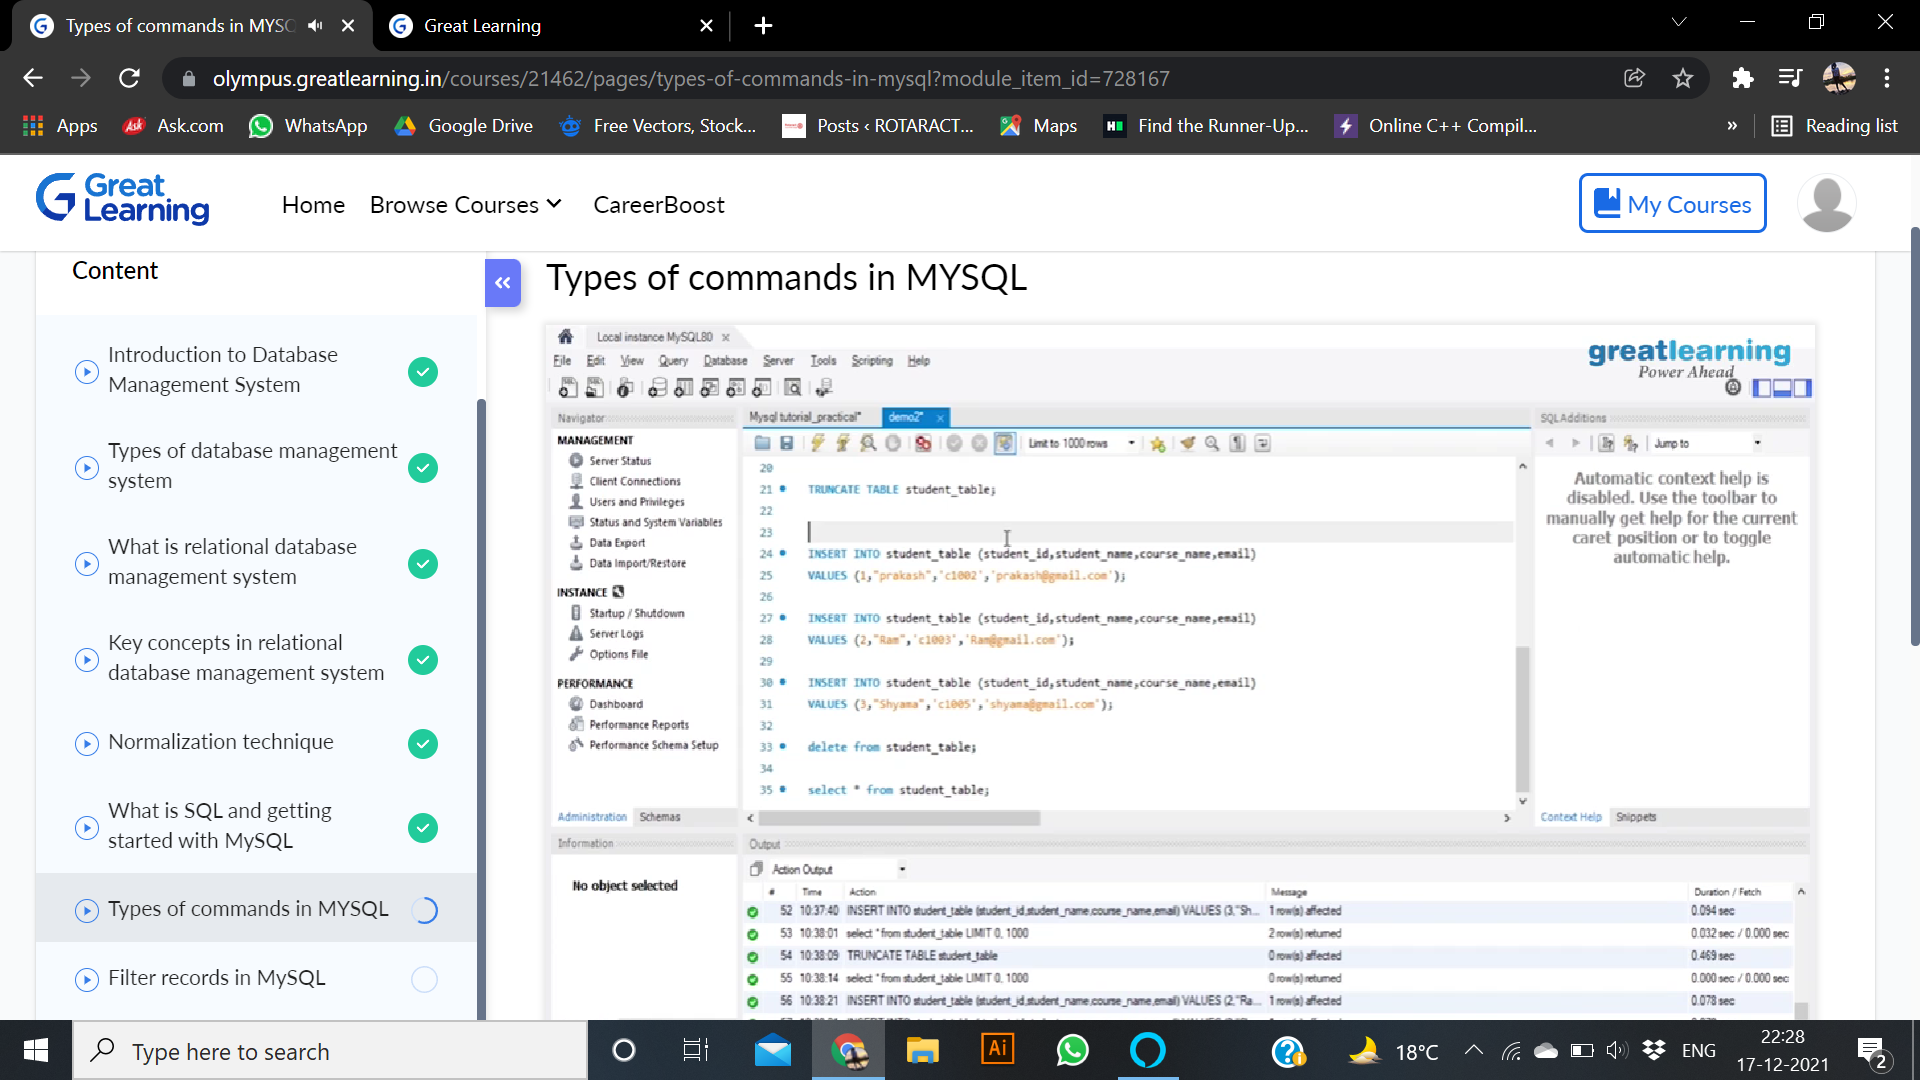 Types of commands in MYSQ
Great Learning
olympus.greatlearning.in/courses/21462/pages/types-of-commands-in-mysql?module_item_id=728167
Apps
Ask.com
WhatsApp
Google Drive
Free Vectors, Stock...
Posts ‹ ROTARACT...
Maps
Find the Runner-Up...
Online C++ Compil...
»
Reading list
Great Learning
Home
Browse Courses
CareerBoost
My Courses
Content
Introduction to Database
Management System
Types of database management
system
What is relational database
management system
Key concepts in relational
database management system
Normalization technique
What is SQL and getting
started with MySQL
Types of commands in MYSQL
Filter records in MySQL
Types of commands in MYSQL
Local instance MySQL80
File Edit View Query Database Server Tools Scripting Help
greatlearning
Power Ahead
Navigator
MANAGEMENT
Server Status
Client Connections
Users and Privileges
Status and System Variables
Data Export
Data Import/Restore
INSTANCE
Startup / Shutdown
Server Logs
Options File
PERFORMANCE
Dashboard
Performance Reports
Performance Schema Setup
Administration Schemas
Information
No object selected
Mysql tutorial_practical* demo2*
Limit to 1000 rows
20
21 TRUNCATE TABLE student_table;
22
23
24 INSERT INTO student_table (student_id,student_name,course_name,email)
25 VALUES (1,"prakash",'c1002','prakash@gmail.com');
26
27 INSERT INTO student_table (student_id,student_name,course_name,email)
28 VALUES (2,"Ram",'c1003','Ram@gmail.com');
29
30 INSERT INTO student_table (student_id,student_name,course_name,email)
31 VALUES (3,"Shyama",'c1005','shyama@gmail.com');
32
33 delete from student_table;
34
35 select * from student_table;
SQLAdditions
Jump to
Automatic context help is
disabled. Use the toolbar to
manually get help for the current
caret position or to toggle
automatic help.
Context Help Snippets
Output
Action Output
# Time Action Message Duration / Fetch
52 10:37:40 INSERT INTO student_table (student_id,student_name,course_name,email) VALUES (3,"Sh... 1 row(s) affected 0.094 sec
53 10:38:01 select * from student_table LIMIT 0, 1000 2 row(s) returned 0.032 sec / 0.000 sec
54 10:38:09 TRUNCATE TABLE student_table 0 row(s) affected 0.469 sec
55 10:38:14 select * from student_table LIMIT 0, 1000 0 row(s) returned 0.000 sec / 0.000 sec
56 10:38:21 INSERT INTO student_table (student_id,student_name,course_name,email) VALUES (2,"Ra... 1 row(s) affected 0.078 sec
Type here to search
Ai
18°C
ENG
22:28
17-12-2021
2